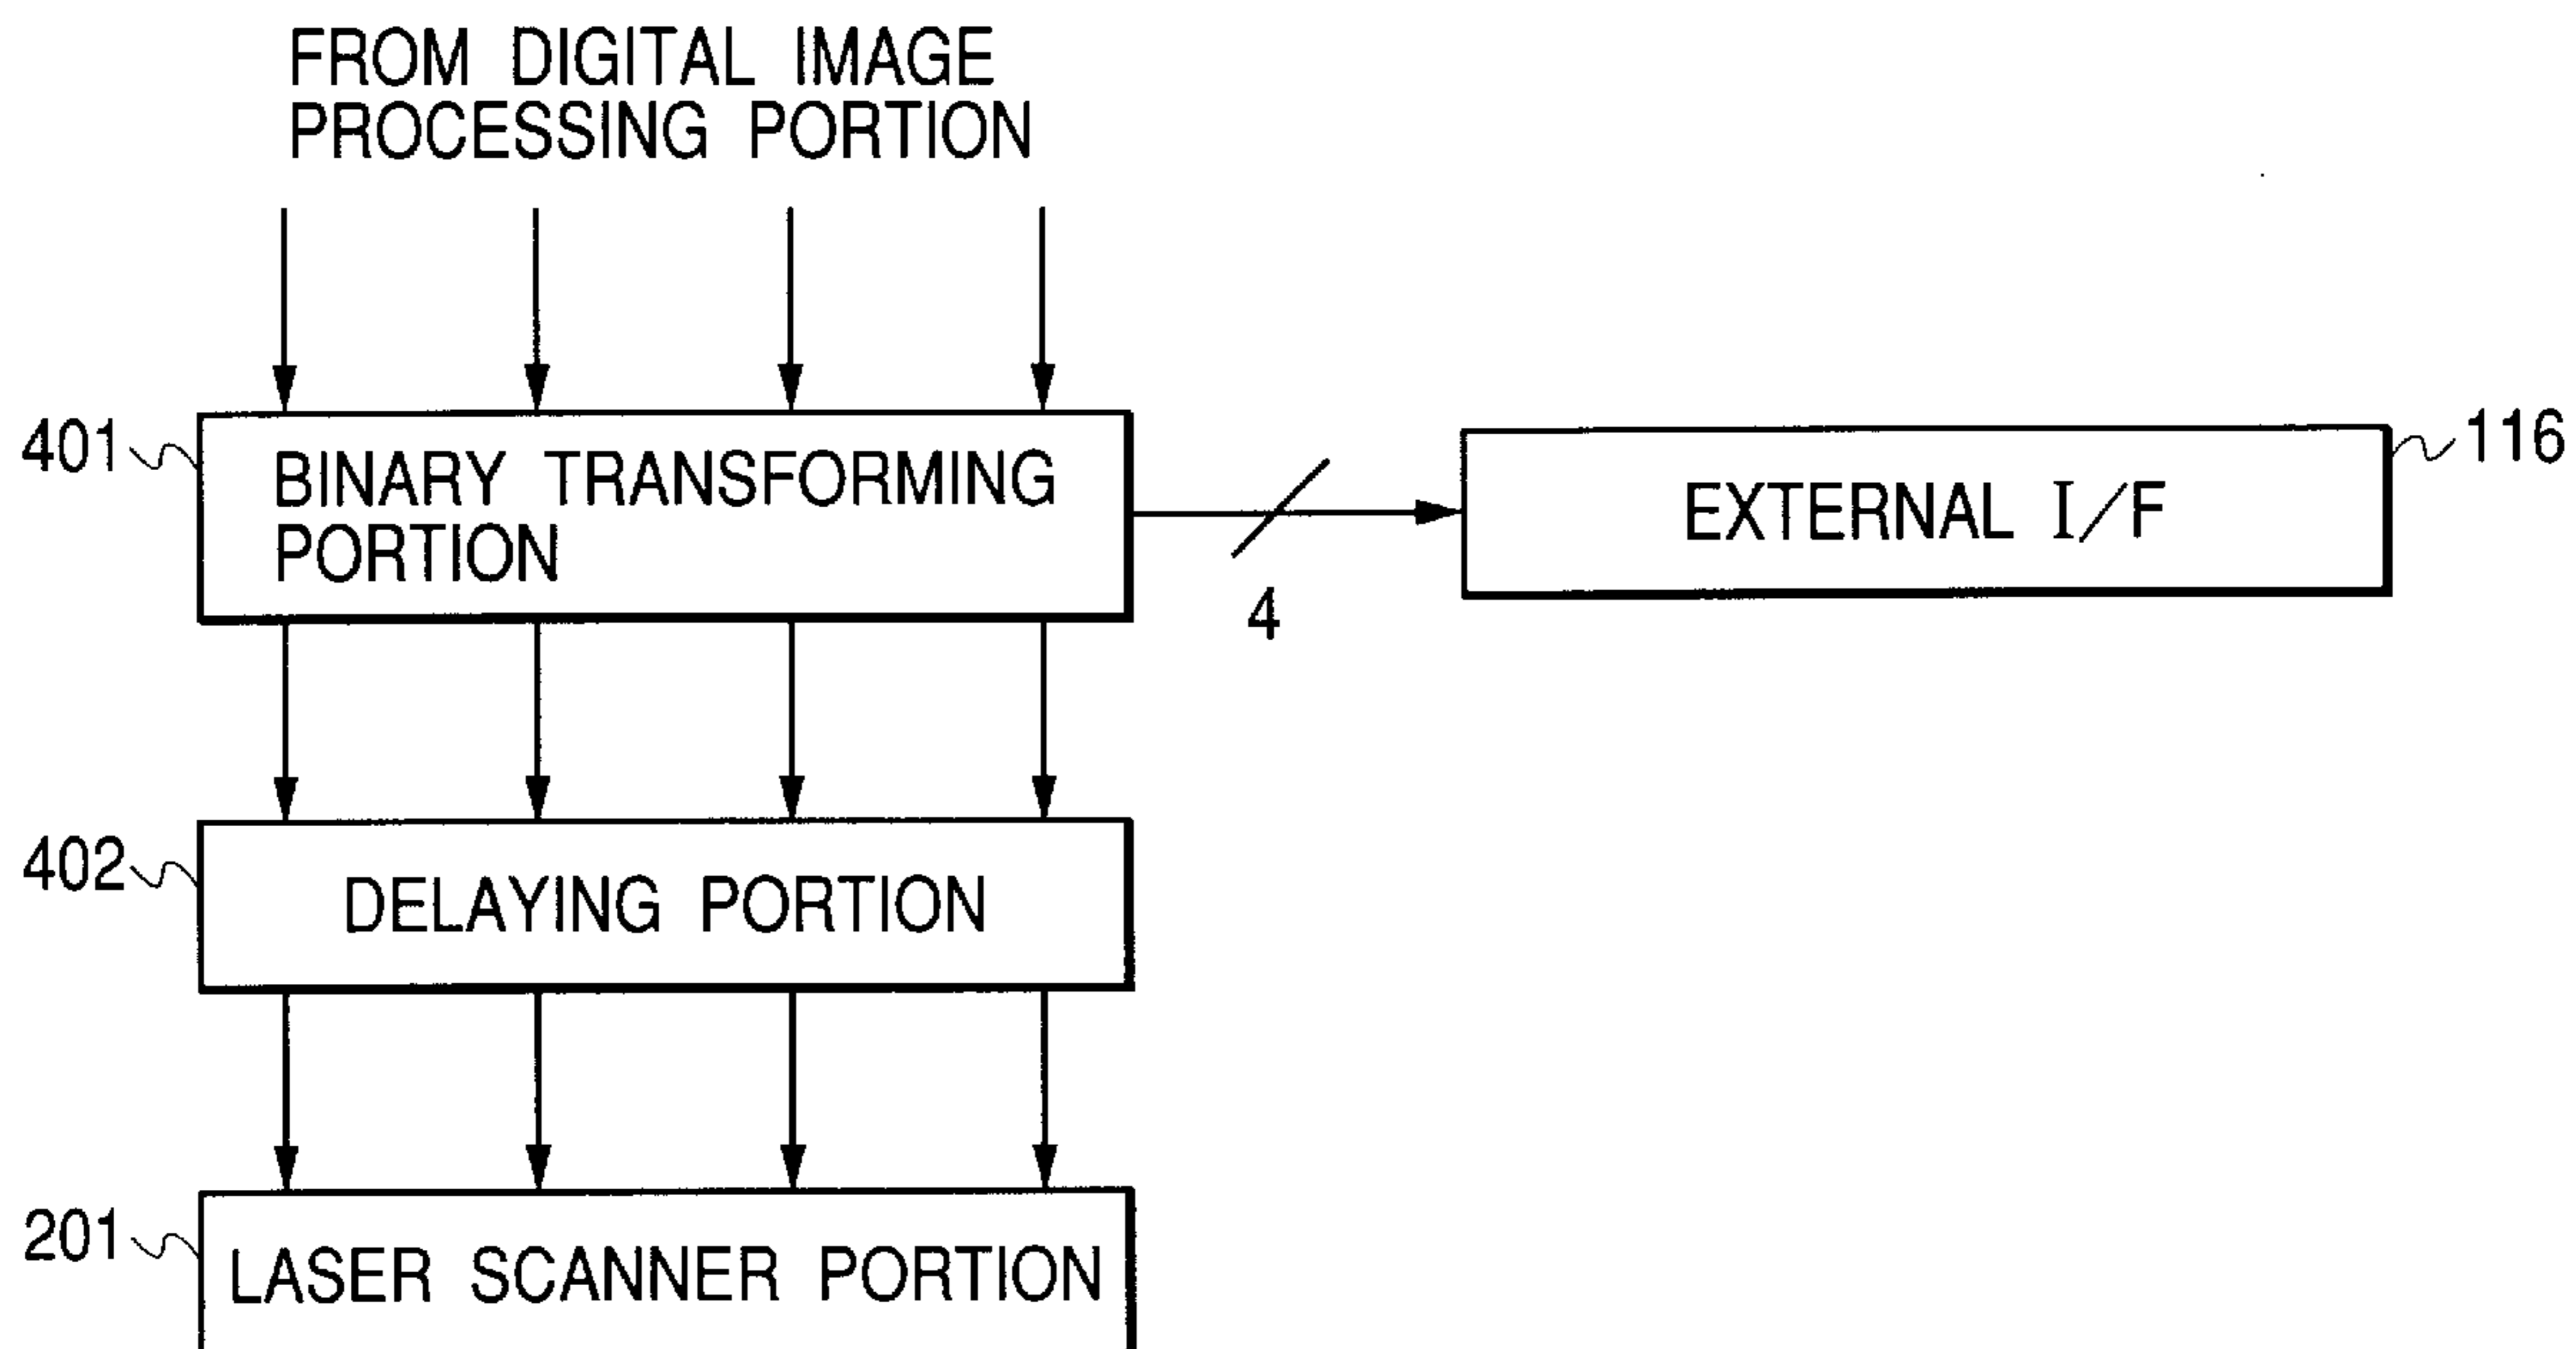 FROM DIGITAL IMAGE
PROCESSING PORTION
401
BINARY TRANSFORMING
PORTION
4
EXTERNAL I/F
116
402
DELAYING PORTION
201
LASER SCANNER PORTION